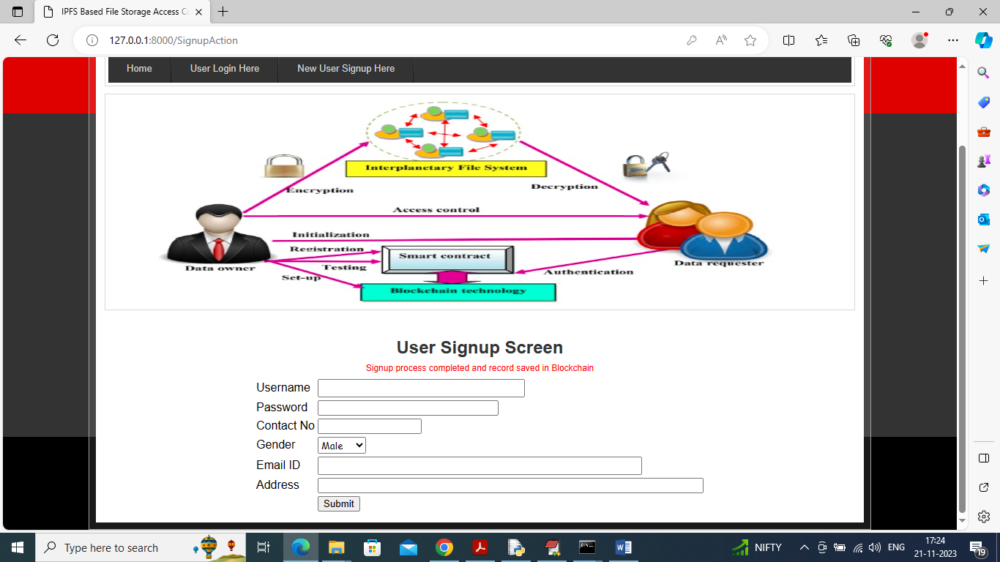 IPFS Based File Storage Access C
127.0.0.1:8000/SignupAction
Home User Login Here New User Signup Here
Interplanetary File System
Encryption Decryption
Access control
Initialization
Registration
Smart contract
Data owner Testing Authentication Data requester
Set-up
Blockchain technology
User Signup Screen
Signup process completed and record saved in Blockchain
Username
Password
Contact No
Gender Male
Email ID
Address
Submit
Type here to search NIFTY ENG 17:24
21-11-2023 19